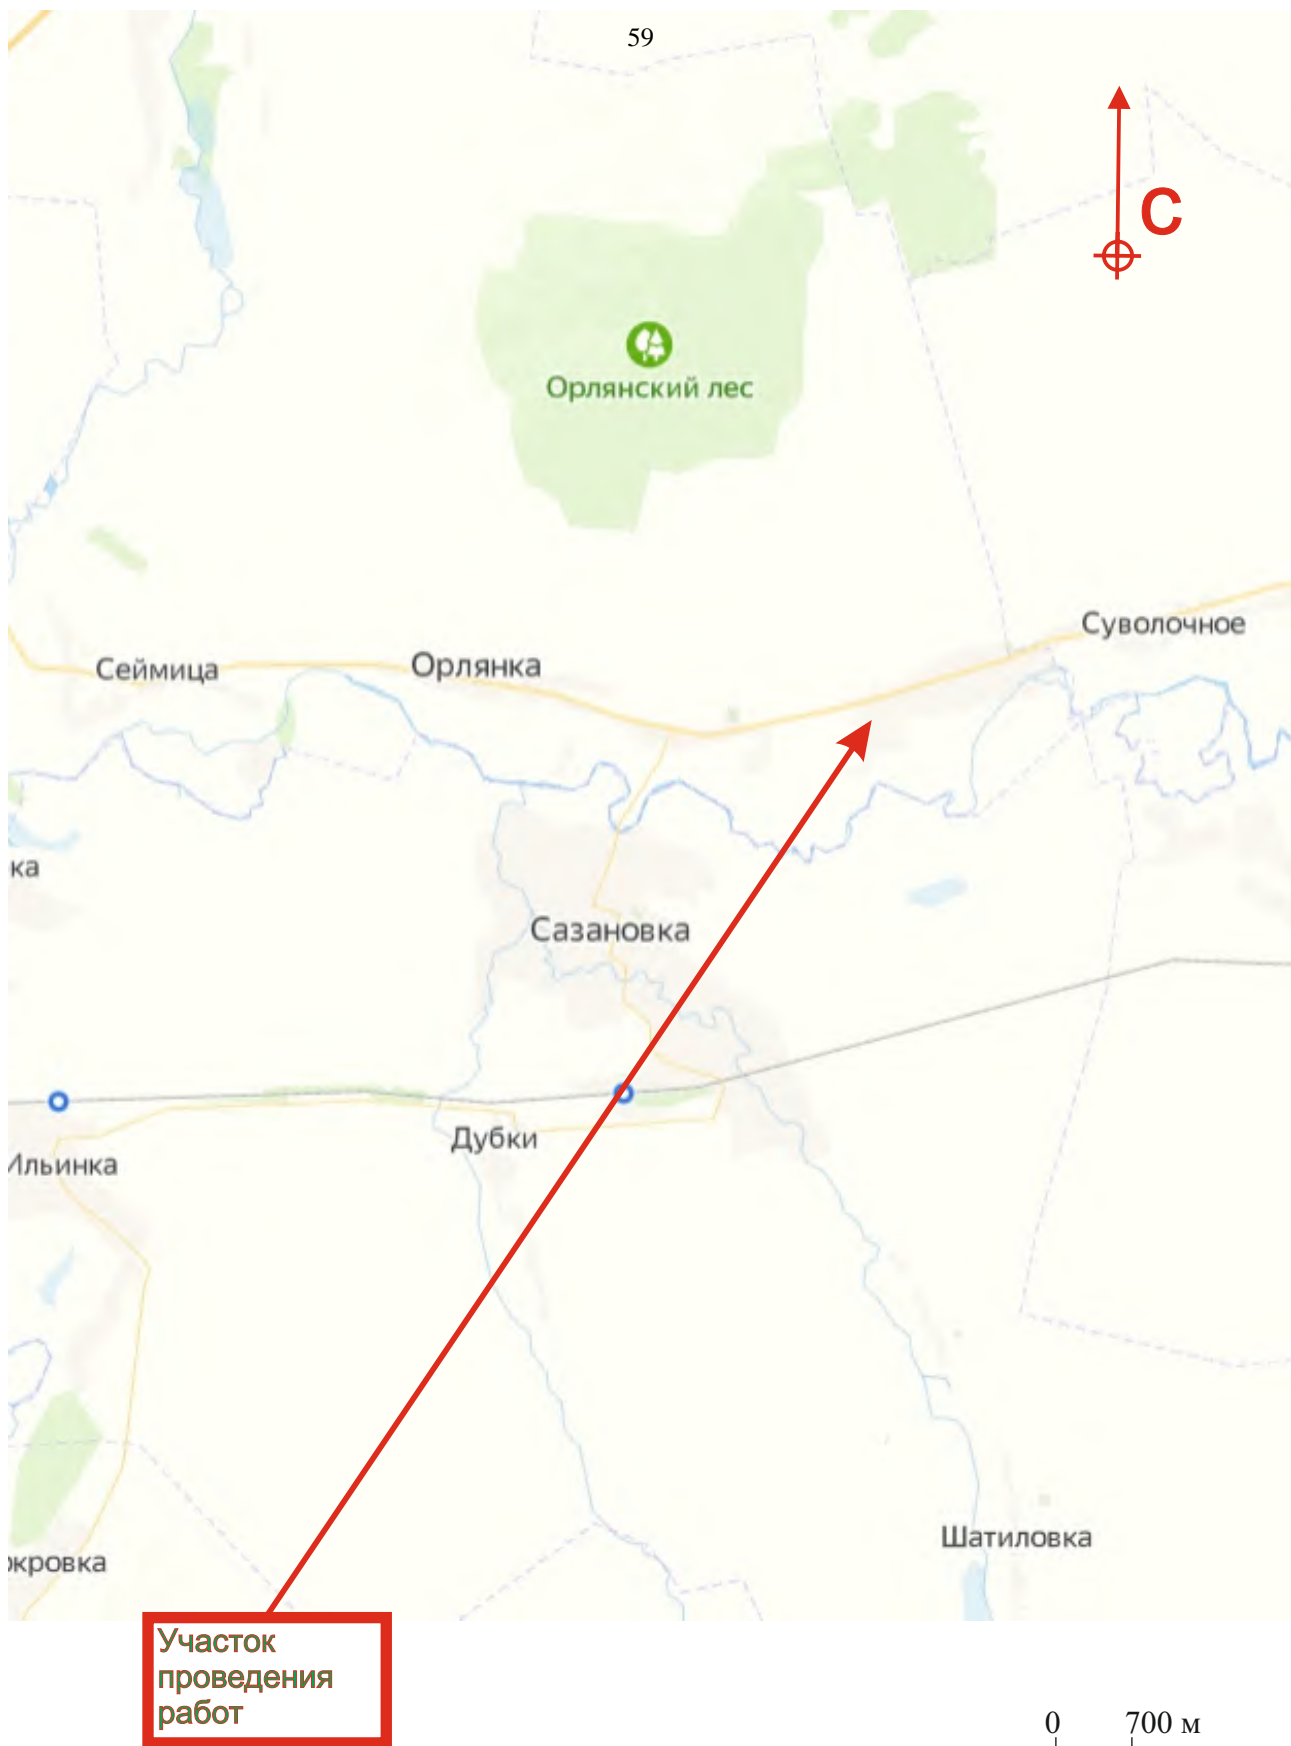 59
С
Орлянский лес
Суволочное
Сеймица
Орлянка
ка
Сазановка
Дубки
Ильинка
Шатиловка
окровка
Участок
проведения
работ
0 700 м